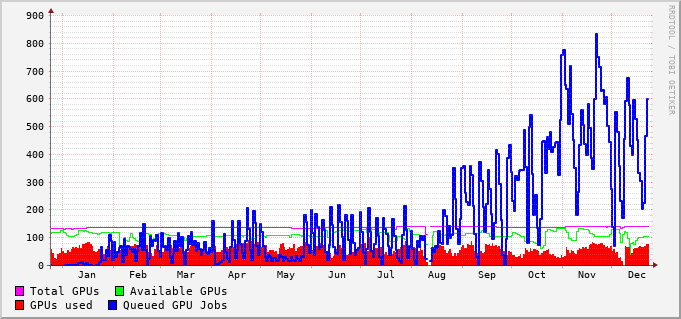 900
800
700
600
500
400
300
200
100
0
Jan Feb Mar Apr May Jun Jul Aug Sep Oct Nov Dec
Total GPUs Available GPUs
GPUs used Queued GPU Jobs
RRDTOOL / TOBI OETIKER